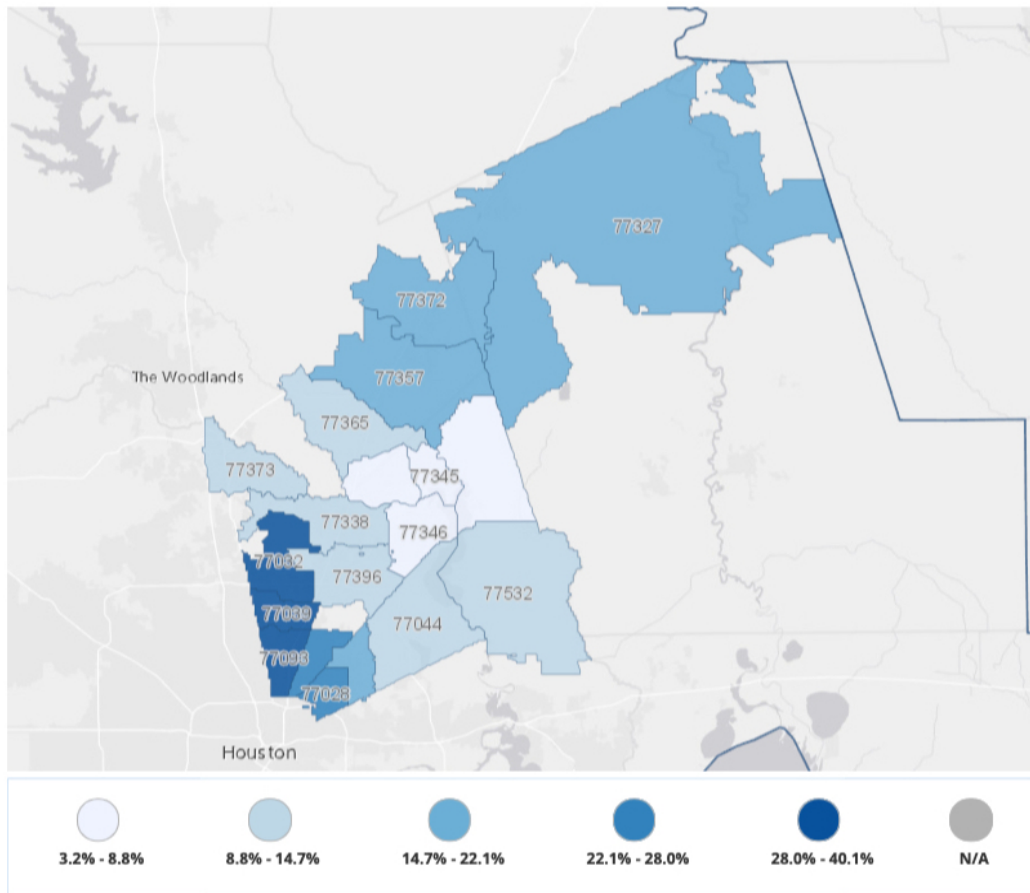 77327
77372
The Woodlands
77357
77365
77373
77345
77338
77346
77032
77396
77532
77039
77044
77093
77028
Houston
3.2% - 8.8%
8.8% - 14.7%
14.7% - 22.1%
22.1% - 28.0%
28.0% - 40.1%
N/A